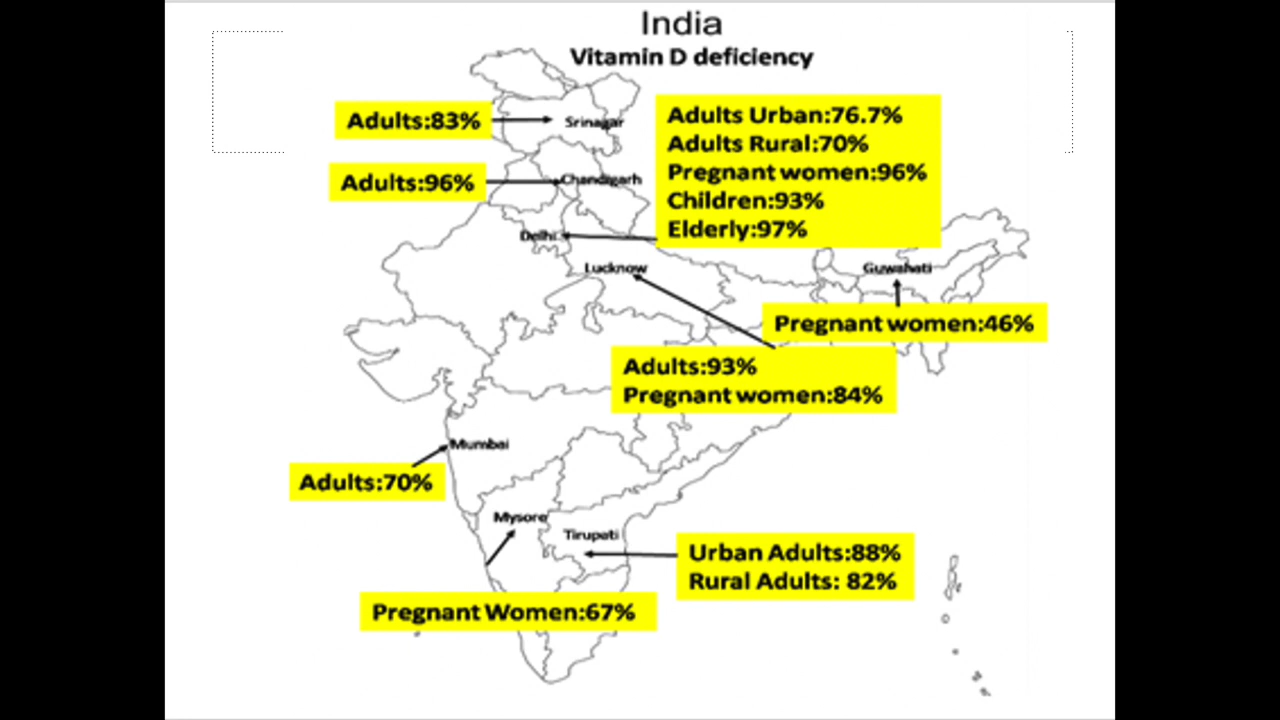 India
Vitamin D deficiency
Adults:83%
Srinagar
Adults Urban:76.7%
Adults Rural:70%
Pregnant women:96%
Children:93%
Elderly:97%
Adults:96%
Chandigarh
Delhi
Lucknow
Guwahati
Pregnant women:46%
Adults:93%
Pregnant women:84%
Mumbai
Adults:70%
Mysore
Tirupati
Urban Adults:88%
Rural Adults: 82%
Pregnant Women:67%